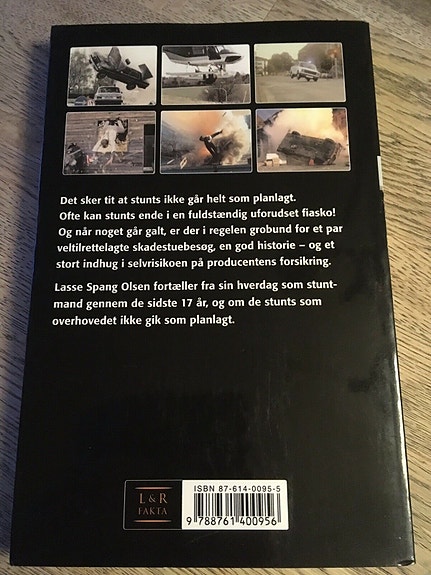 Det sker tit at stunts ikke går helt som planlagt.
Ofte kan stunts ende i en fuldstændig uforudset fiasko!
Og når noget går galt, er der i regelen grobund for et par
veltilrettelagte skadestuebesøg, en god historie – og et
stort indhug i selvrisikoen på producentens forsikring.
Lasse Spang Olsen fortæller fra sin hverdag som stunt-
mand gennem de sidste 17 år, og om de stunts som
overhovedet ikke gik som planlagt.
L&R
FAKTA
ISBN 87-614-0095-5
9 788761 400956